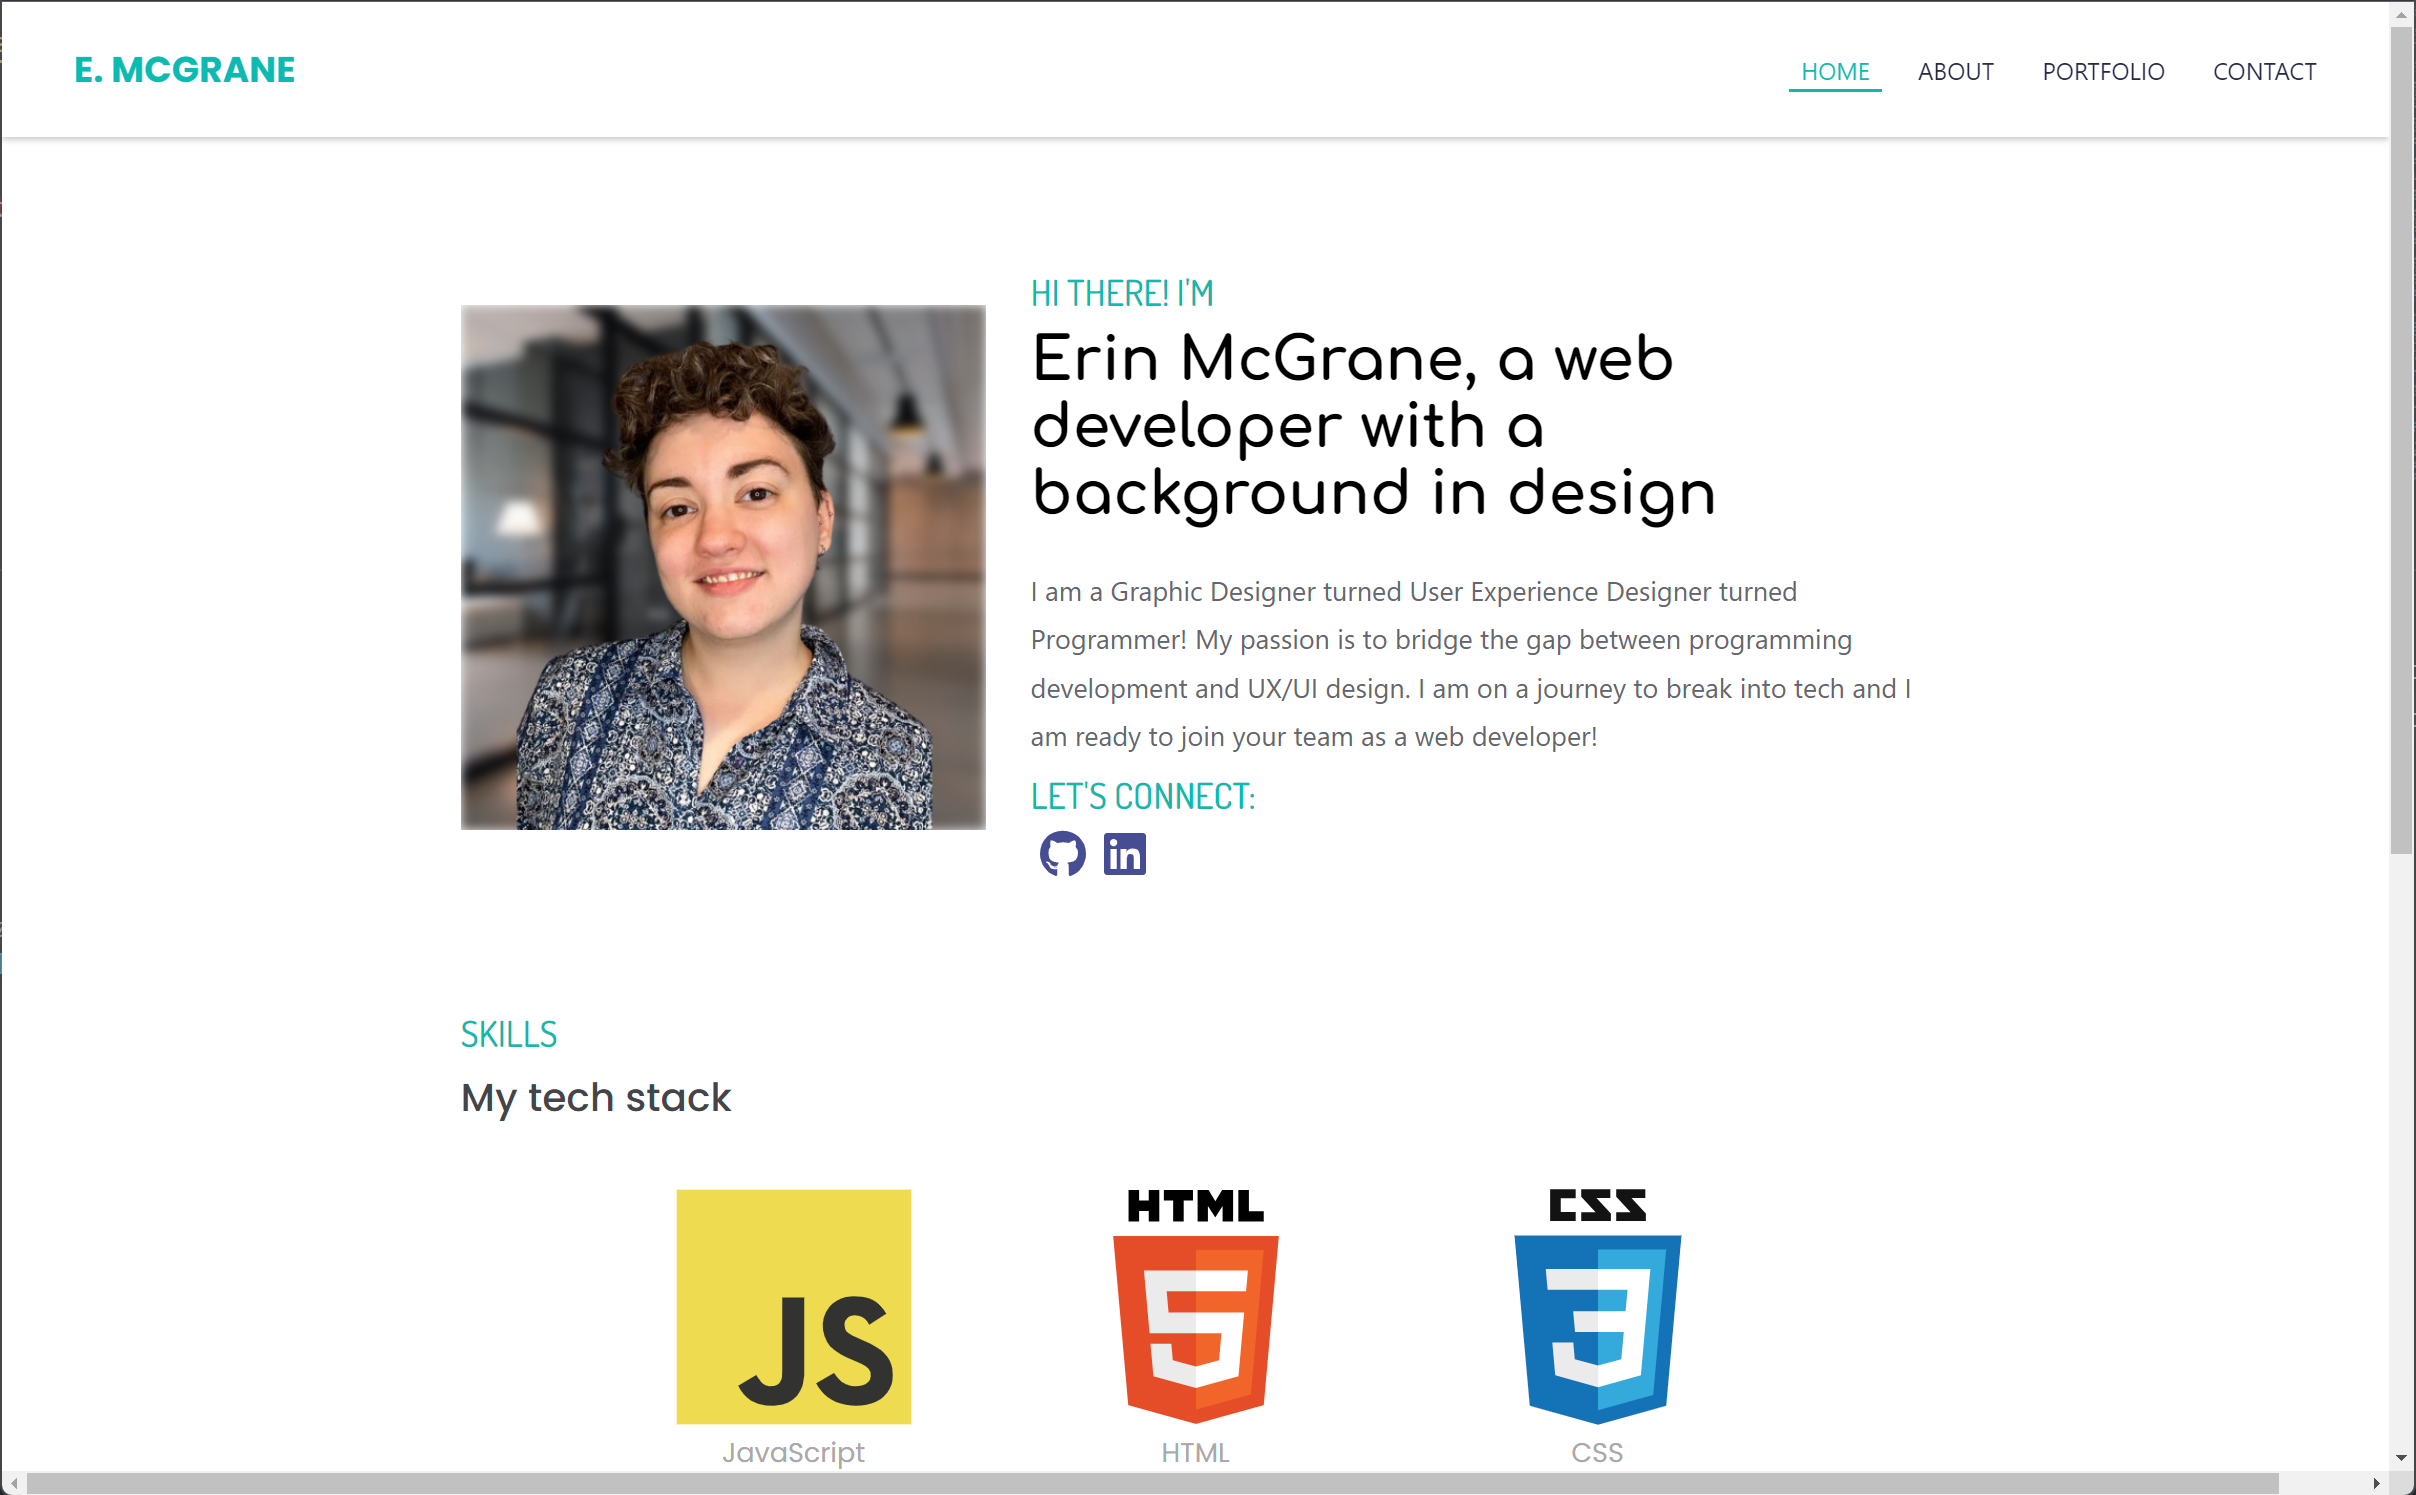 E. MCGRANE
HOME ABOUT PORTFOLIO CONTACT
HI THERE! I'M
Erin McGrane, a web
developer with a
background in design
I am a Graphic Designer turned User Experience Designer turned
Programmer! My passion is to bridge the gap between programming
development and UX/UI design. I am on a journey to break into tech and I
am ready to join your team as a web developer!
LET'S CONNECT:
in
SKILLS
My tech stack
JS
HTML
5
CSS
3
JavaScript
HTML
CSS